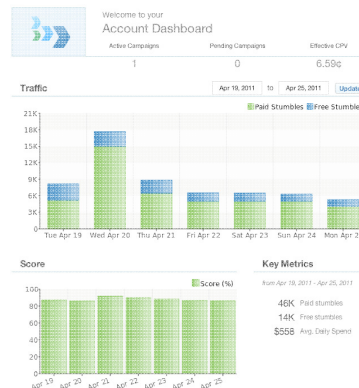 Welcome to your
Account Dashboard
Active Campaigns Pending Campaigns Effective CPV
1 0 6.59¢
Traffic Apr 19, 2011 to Apr 25, 2011 Update
Paid Stumbles Free Stumble
21K
18K
15K
12K
9K
6K
3K
0
Tue Apr 19 Wed Apr 20 Thu Apr 21 Fri Apr 22 Sat Apr 23 Sun Apr 24 Mon Apr 2
Score Key Metrics
Score (%)
from Apr 19, 2011 - Apr 25, 2011
100
80
60
40
20
0
46K Paid stumbles
14K Free stumbles
$558 Avg. Daily Spend
Apr 19 Apr 20 Apr 21 Apr 22 Apr 23 Apr 24 Apr 25